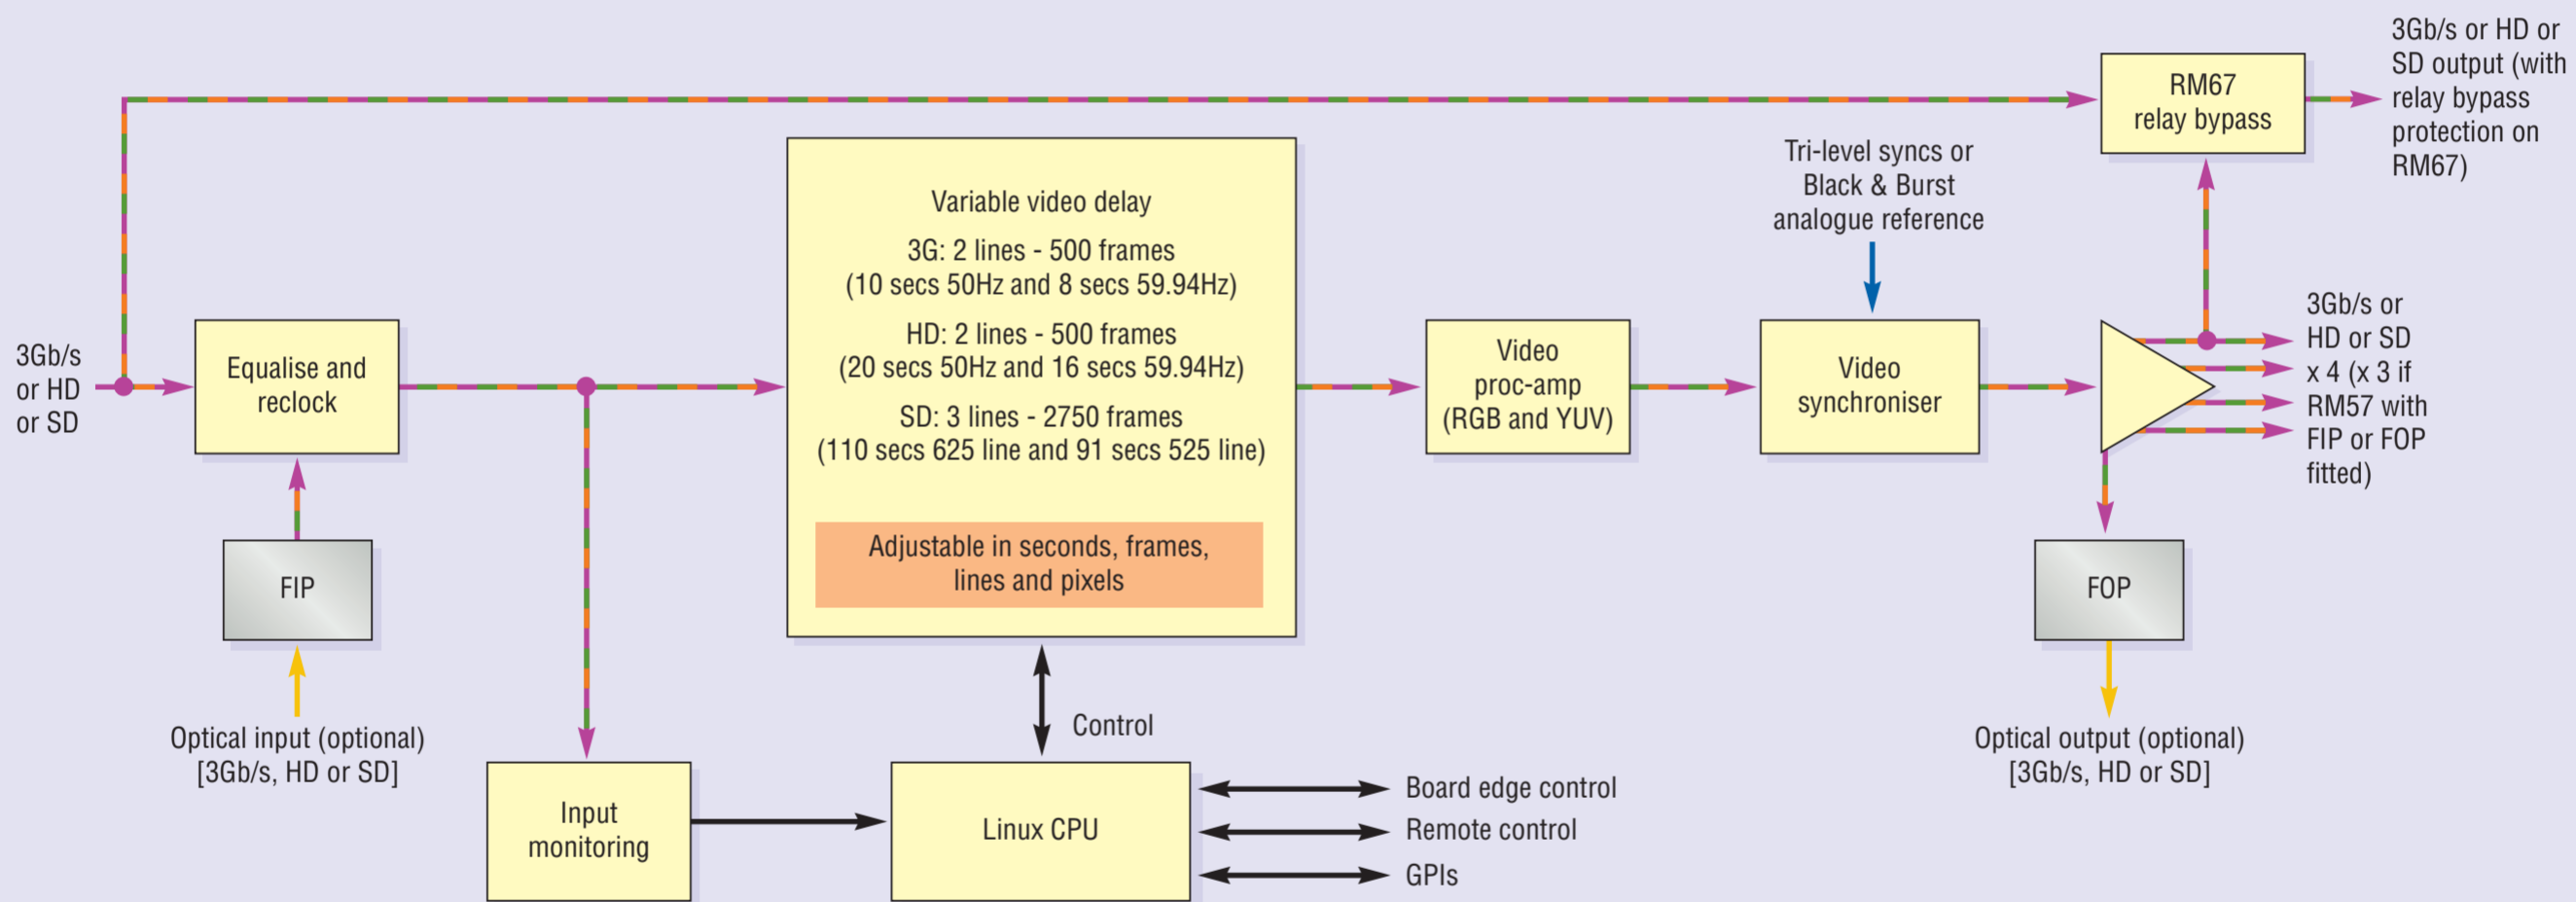 3Gb/s
or HD
or SD
Equalise and
reclock
FIP
Optical input (optional)
[3Gb/s, HD or SD]
Input
monitoring
Variable video delay
3G: 2 lines - 500 frames
(10 secs 50Hz and 8 secs 59.94Hz)
HD: 2 lines - 500 frames
(20 secs 50Hz and 16 secs 59.94Hz)
SD: 3 lines - 2750 frames
(110 secs 625 line and 91 secs 525 line)
Adjustable in seconds, frames,
lines and pixels
Control
Linux CPU
Board edge control
Remote control
GPIs
Video
proc-amp
(RGB and YUV)
Tri-level syncs or
Black & Burst
analogue reference
Video
synchroniser
RM67
relay bypass
3Gb/s or HD or
SD output (with
relay bypass
protection on
RM67)
3Gb/s or
HD or SD
x 4 (x 3 if
RM57 with
FIP or FOP
fitted)
FOP
Optical output (optional)
[3Gb/s, HD or SD]